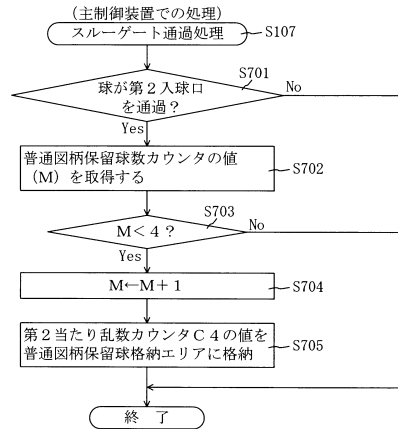 (主制御装置での処理)
スルーゲート通過処理 S107
S701
球が第2入球口 No
を通過?
Yes
普通図柄保留球数カウンタの値
(M)を取得する S702
S703
M<4? No
Yes
M←M+1 S704
第2当たり乱数カウンタC4の値を
普通図柄保留球格納エリアに格納 S705
終 了